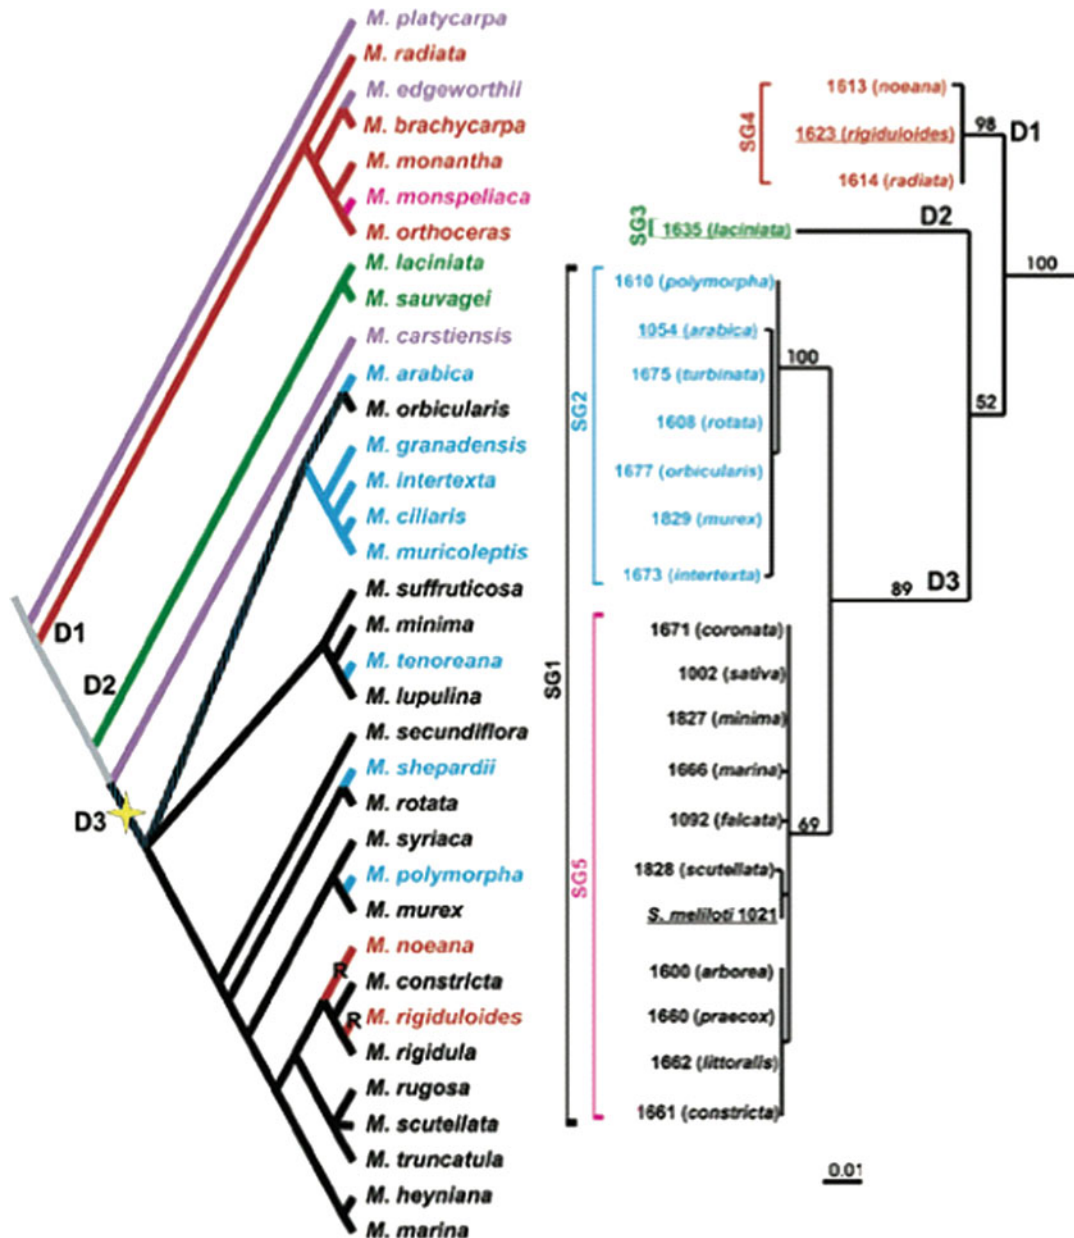 M. platycarpa
M. radiata
M. edgeworthii
M. brachycarpa
M. monantha
M. monspeliaca
M. orthoceras
M. laciniata
M. sauvagei
M. carstiensis
M. arabica
M. orbicularis
M. granadensis
M. intertexta
M. ciliaris
M. muricoleptis
M. suffruticosa
M. minima
M. tenoreana
M. lupulina
M. secundiflora
M. shepardii
M. rotata
M. syriaca
M. polymorpha
M. murex
M. noeana
M. constricta
M. rigiduloides
M. rigidula
M. rugosa
M. scutellata
M. truncatula
M. heyniana
M. marina
D1
D2
D3
R
R
SG4
1613 (noeana)
1623 (rigiduloides)
1614 (radiata)
98
D1
SG3
1635 (laciniata)
D2
100
SG1
SG2
1610 (polymorpha)
1054 (arabica)
1675 (turbinata)
1608 (rotata)
1677 (orbicularis)
1829 (murex)
1673 (intertexta)
100
52
89
D3
SG5
1671 (coronata)
1002 (sativa)
1827 (minima)
1666 (marina)
1092 (falcata)
1828 (scutellata)
S. meliloti 1021
1600 (arborea)
1660 (praecox)
1662 (littoralis)
1661 (constricta)
69
0.01